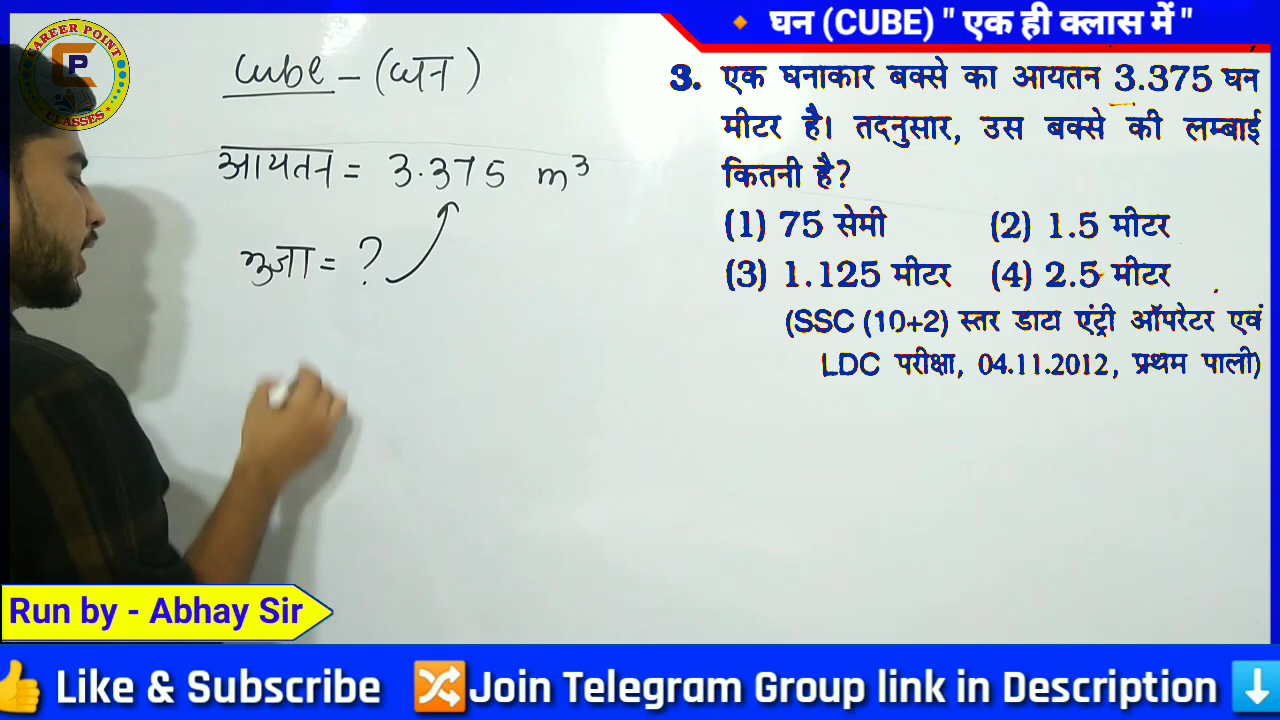 CAREER POINT
C
P
CLASSES
🔸 घन (CUBE) " एक ही क्लास में "
Cube - (घन)
आयतन = 3.375 m³
भुजा = ?
3. एक घनाकार बक्से का आयतन 3.375 घन
मीटर है। तदनुसार, उस बक्से की लम्बाई
कितनी है?
(1) 75 सेमी (2) 1.5 मीटर
(3) 1.125 मीटर (4) 2.5 मीटर
(SSC (10+2) स्तर डाटा एंट्री ऑपरेटर एवं
LDC परीक्षा, 04.11.2012, प्रथम पाली)
Run by - Abhay Sir
👍 Like & Subscribe 🔀 Join Telegram Group link in Description ⬇️